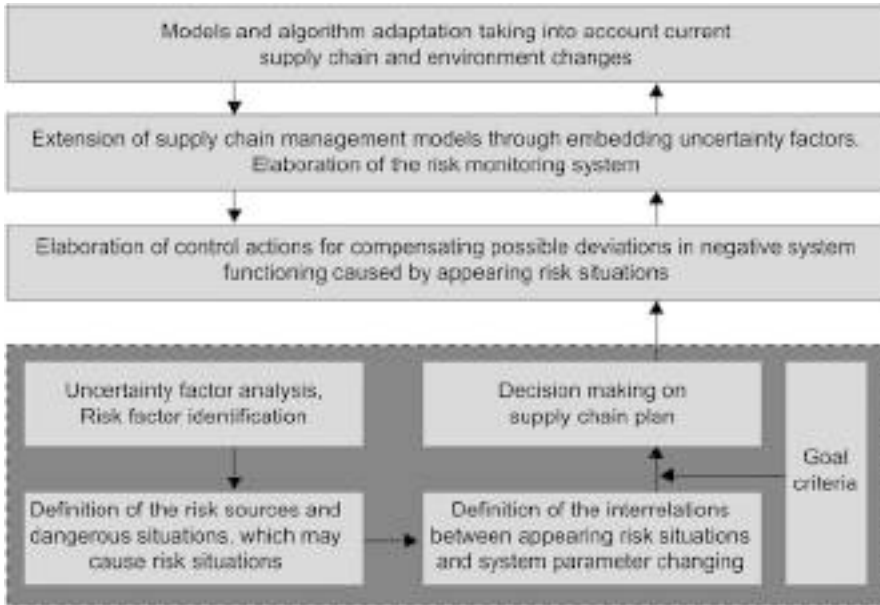 Models and algorithm adaptation taking into account current
supply chain and environment changes
Extension of supply chain management models through embedding uncertainty factors.
Elaboration of the risk monitoring system
Elaboration of control actions for compensating possible deviations in negative system
functioning caused by appearing risk situations
Uncertainty factor analysis,
Risk factor identification
Decision making on
supply chain plan
Goal
criteria
Definition of the risk sources and
dangerous situations, which may
cause risk situations
Definition of the interrelations
between appearing risk situations
and system parameter changing